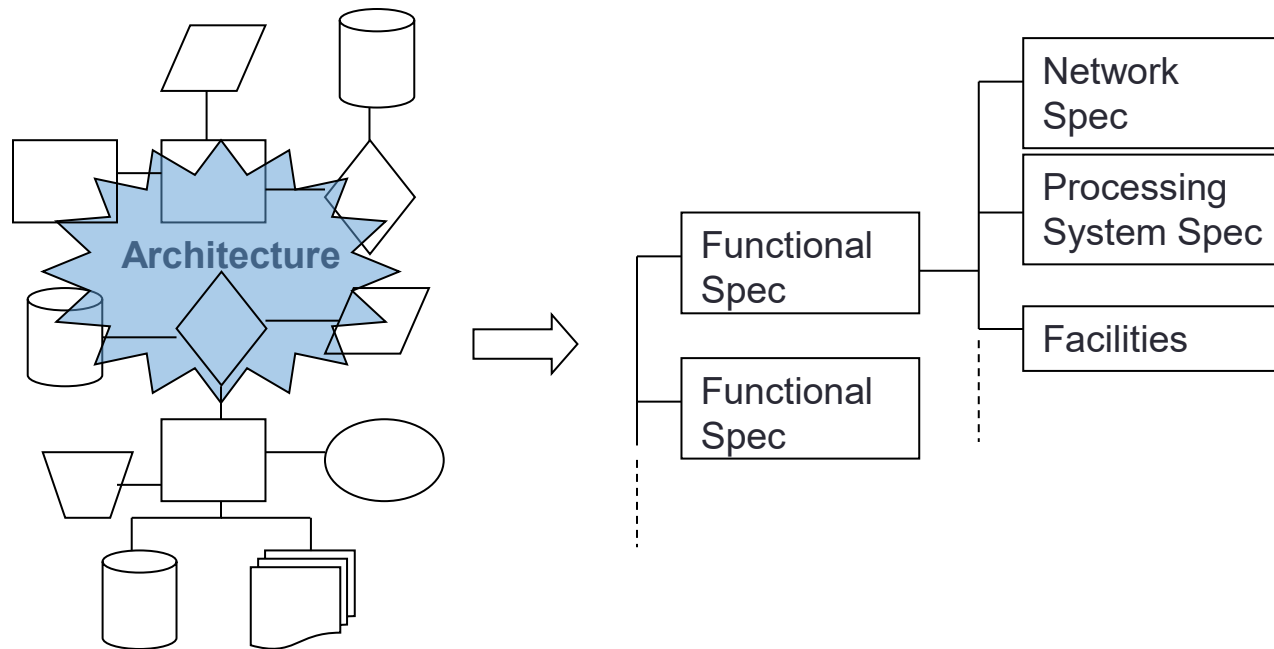 Architecture
Functional
Spec
Functional
Spec
Network
Spec
Processing
System Spec
Facilities